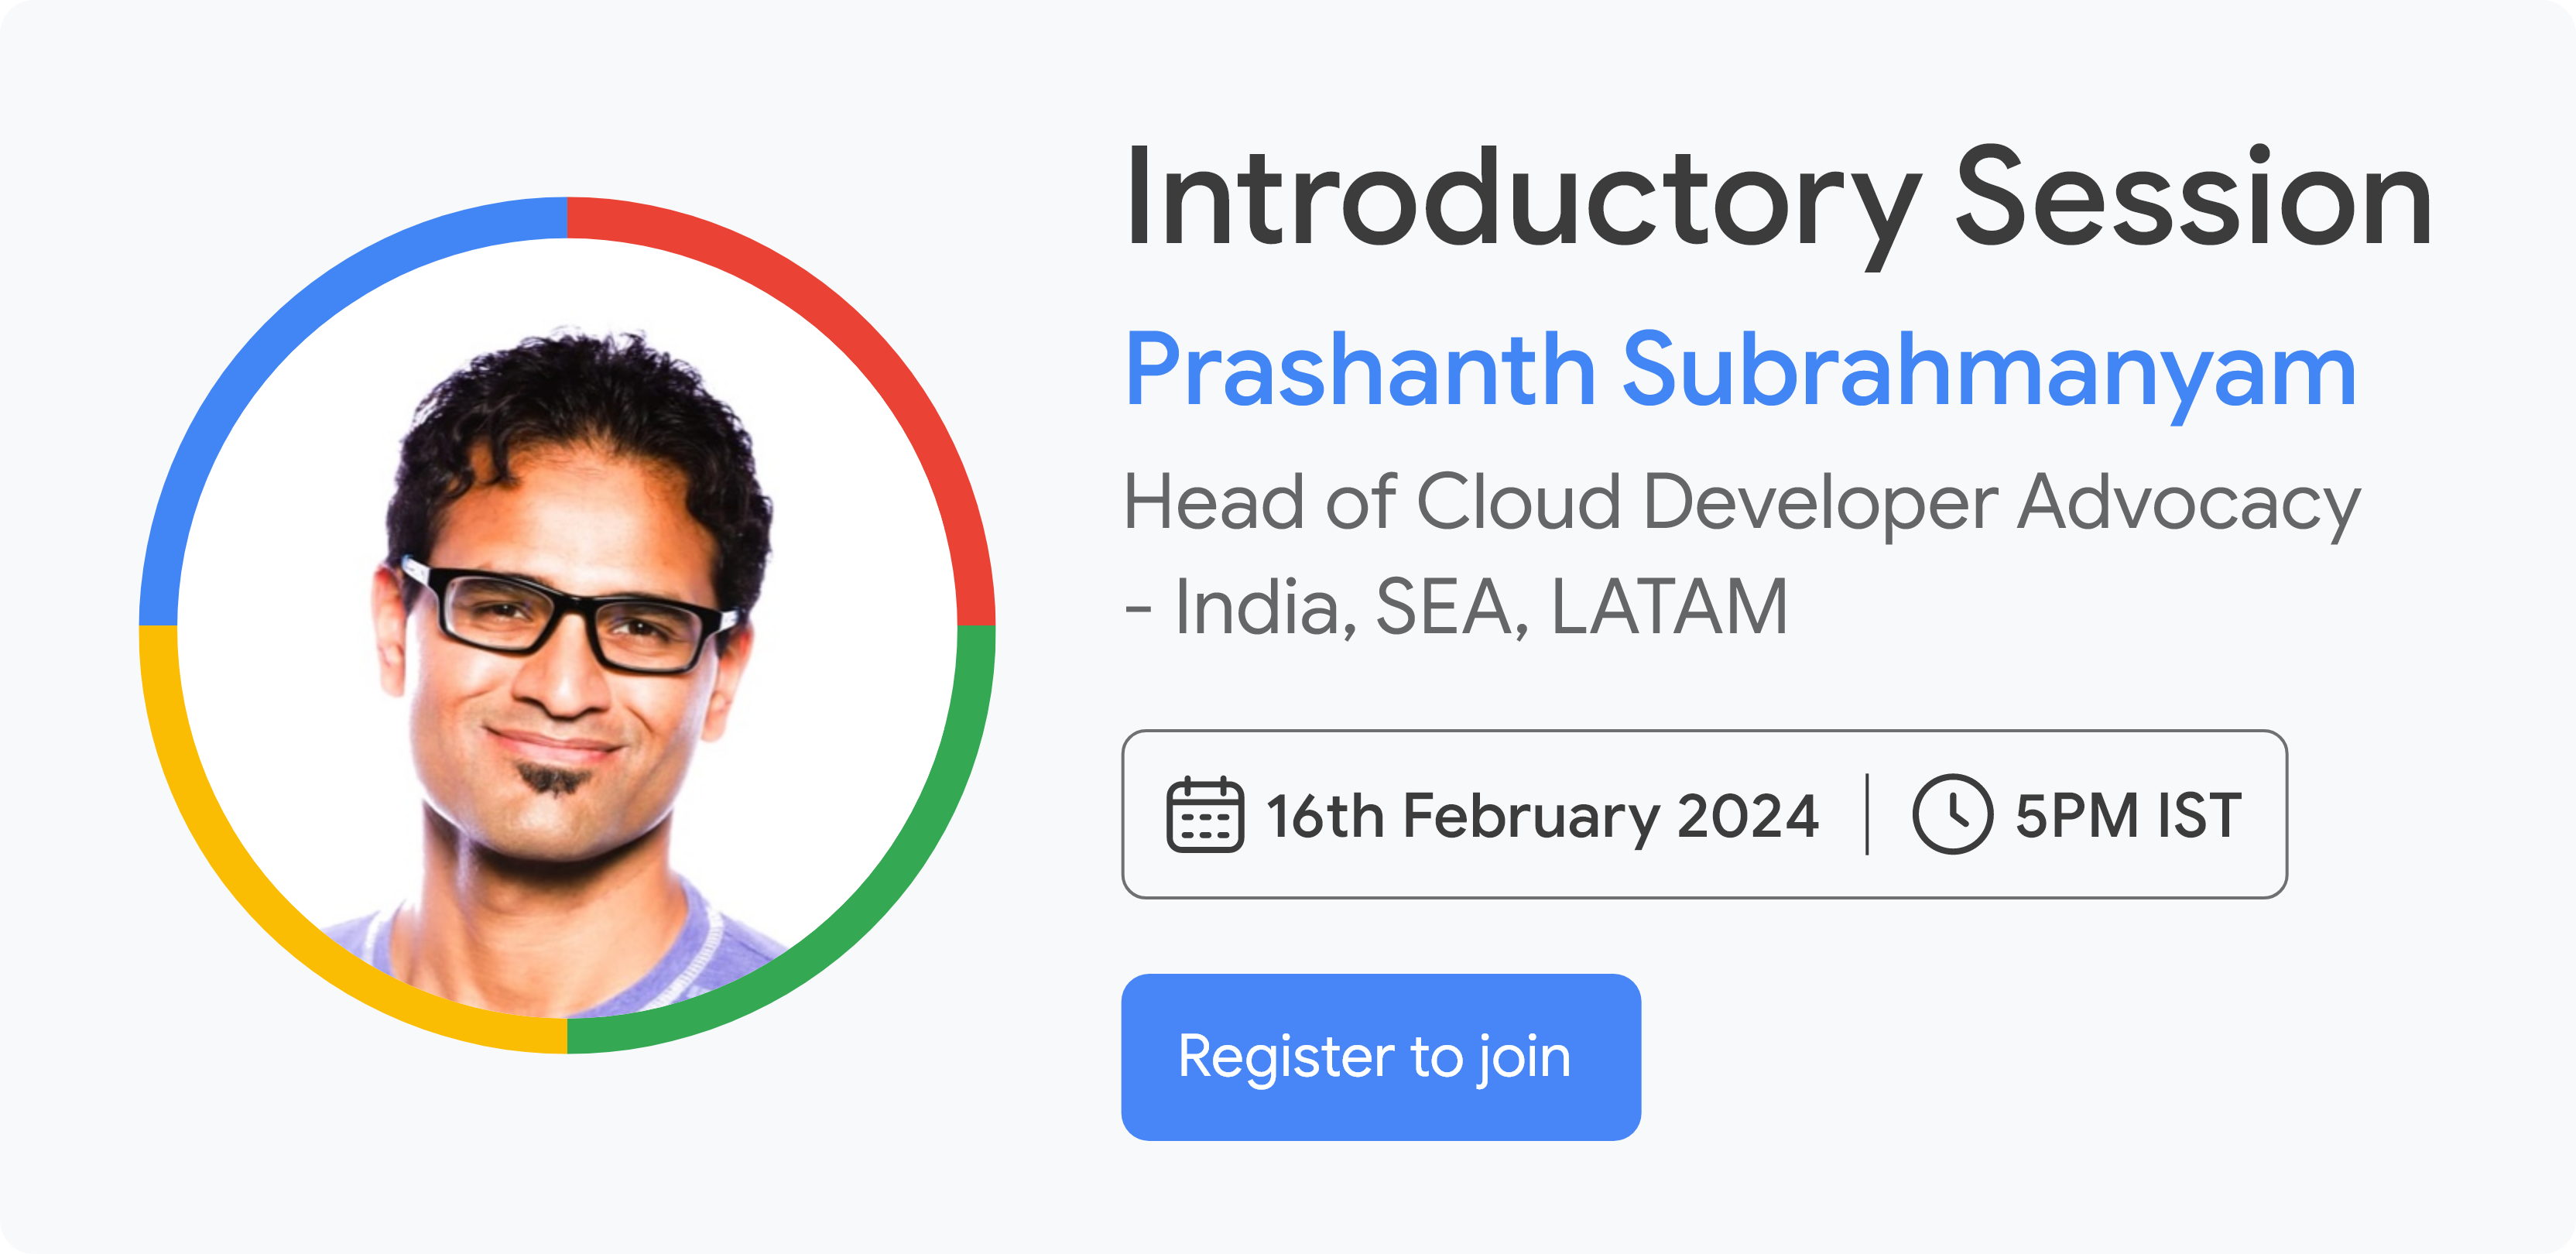 Introductory Session
Prashanth Subrahmanyam
Head of Cloud Developer Advocacy
- India, SEA, LATAM
16th February 2024 | 5PM IST
Register to join